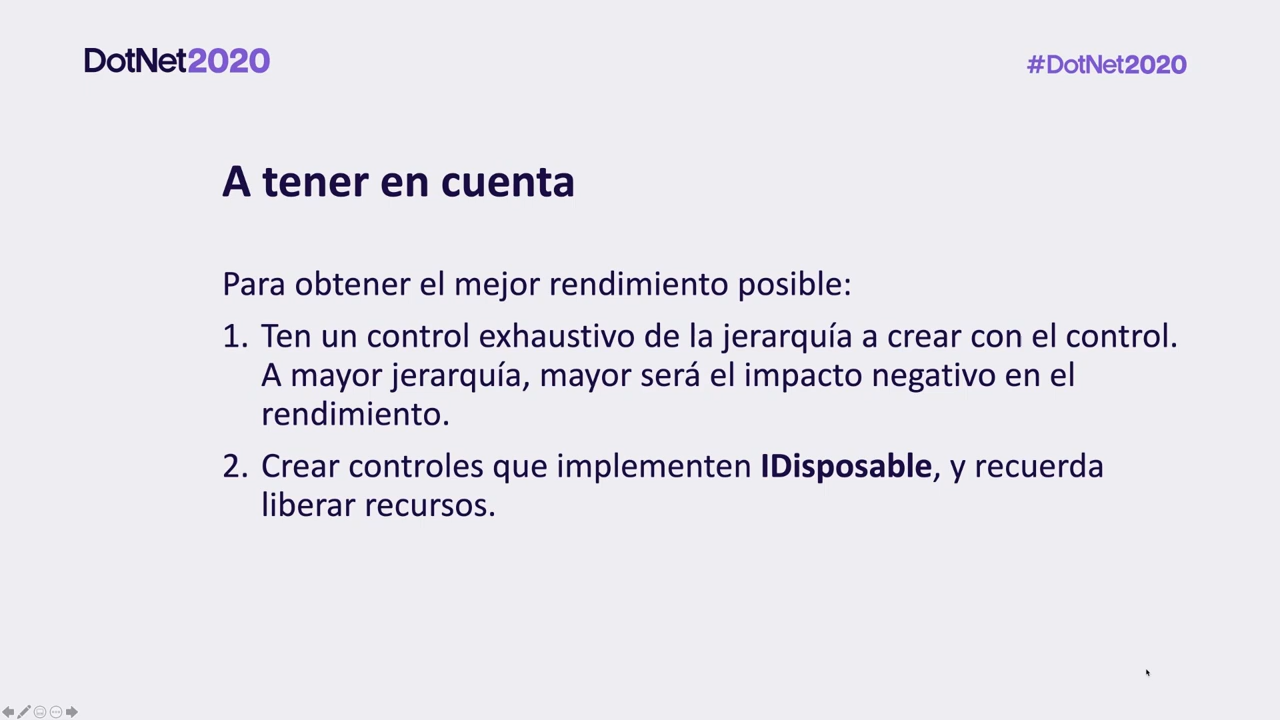 DotNet2020
#DotNet2020
A tener en cuenta
Para obtener el mejor rendimiento posible:
1. Ten un control exhaustivo de la jerarquía a crear con el control.
A mayor jerarquía, mayor será el impacto negativo en el
rendimiento.
2. Crear controles que implementen IDisposable, y recuerda
liberar recursos.